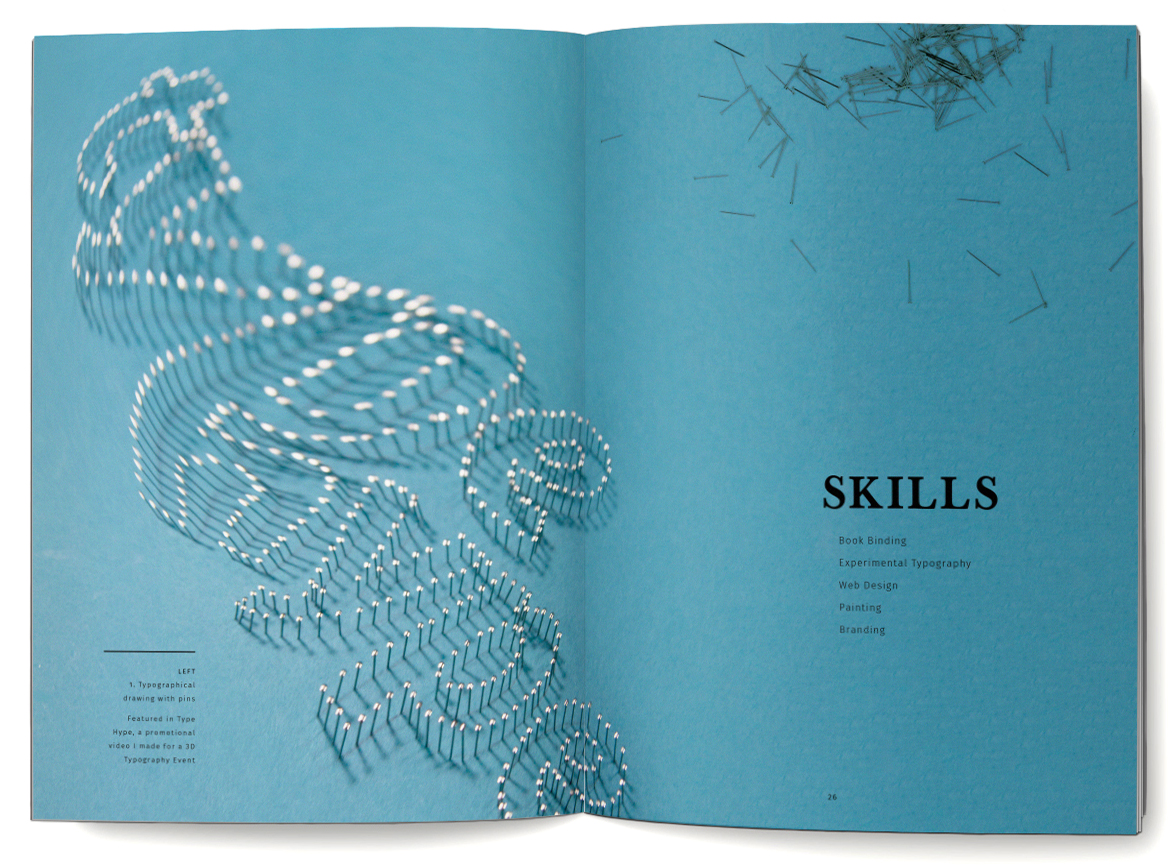 LEFT
1. Typographical
drawing with pins
Featured in Type
Hype, a promotional
video i made for a 3D
Typography Event
SKILLS
Book Binding
Experimental Typography
Web Design
Painting
Branding
26